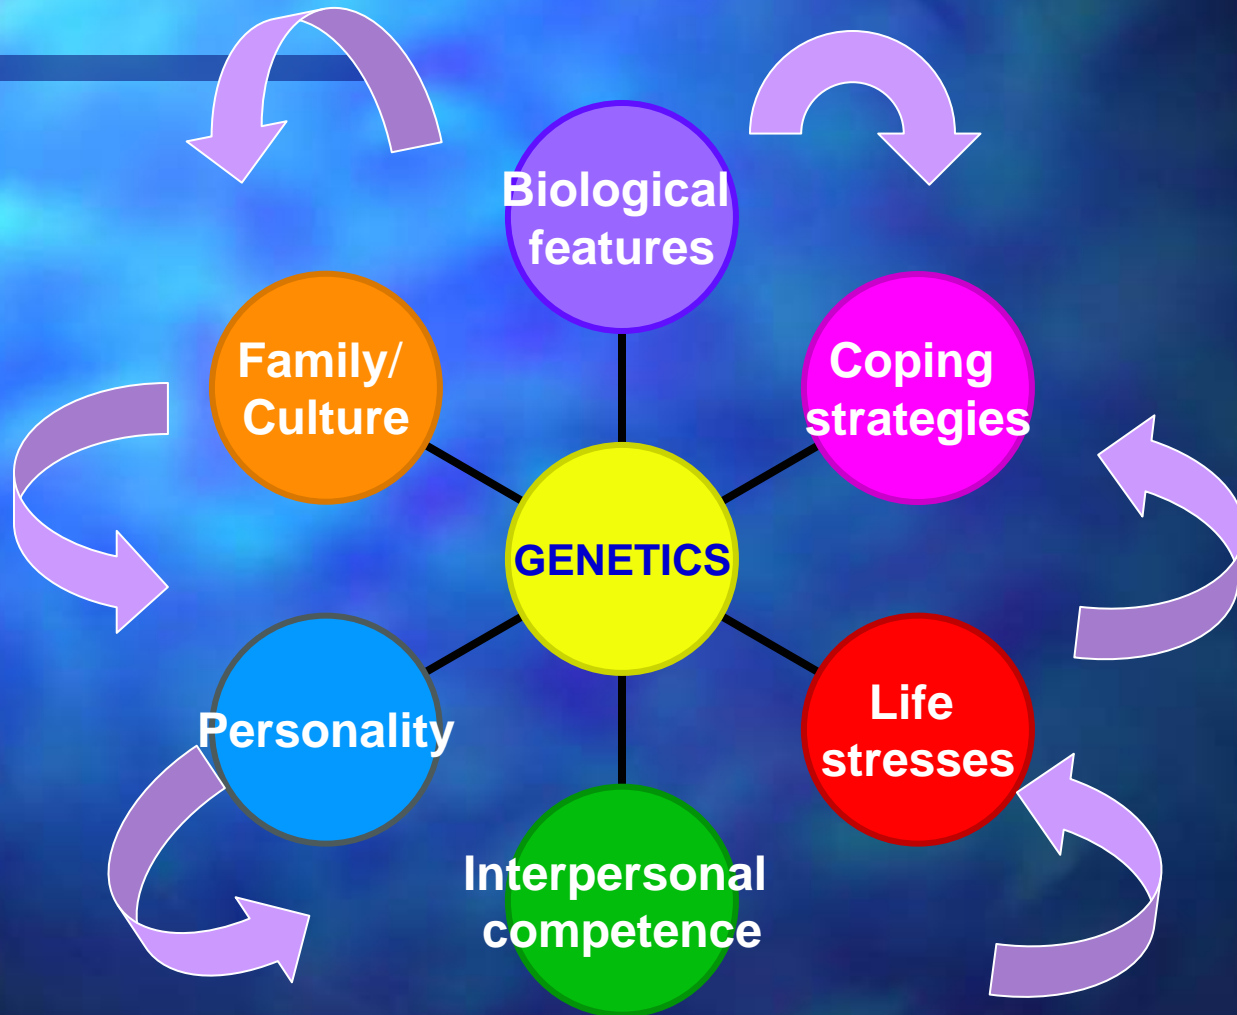 Biological
features
Family/
Culture
Coping
strategies
GENETICS
Personality
Life
stresses
Interpersonal
competence